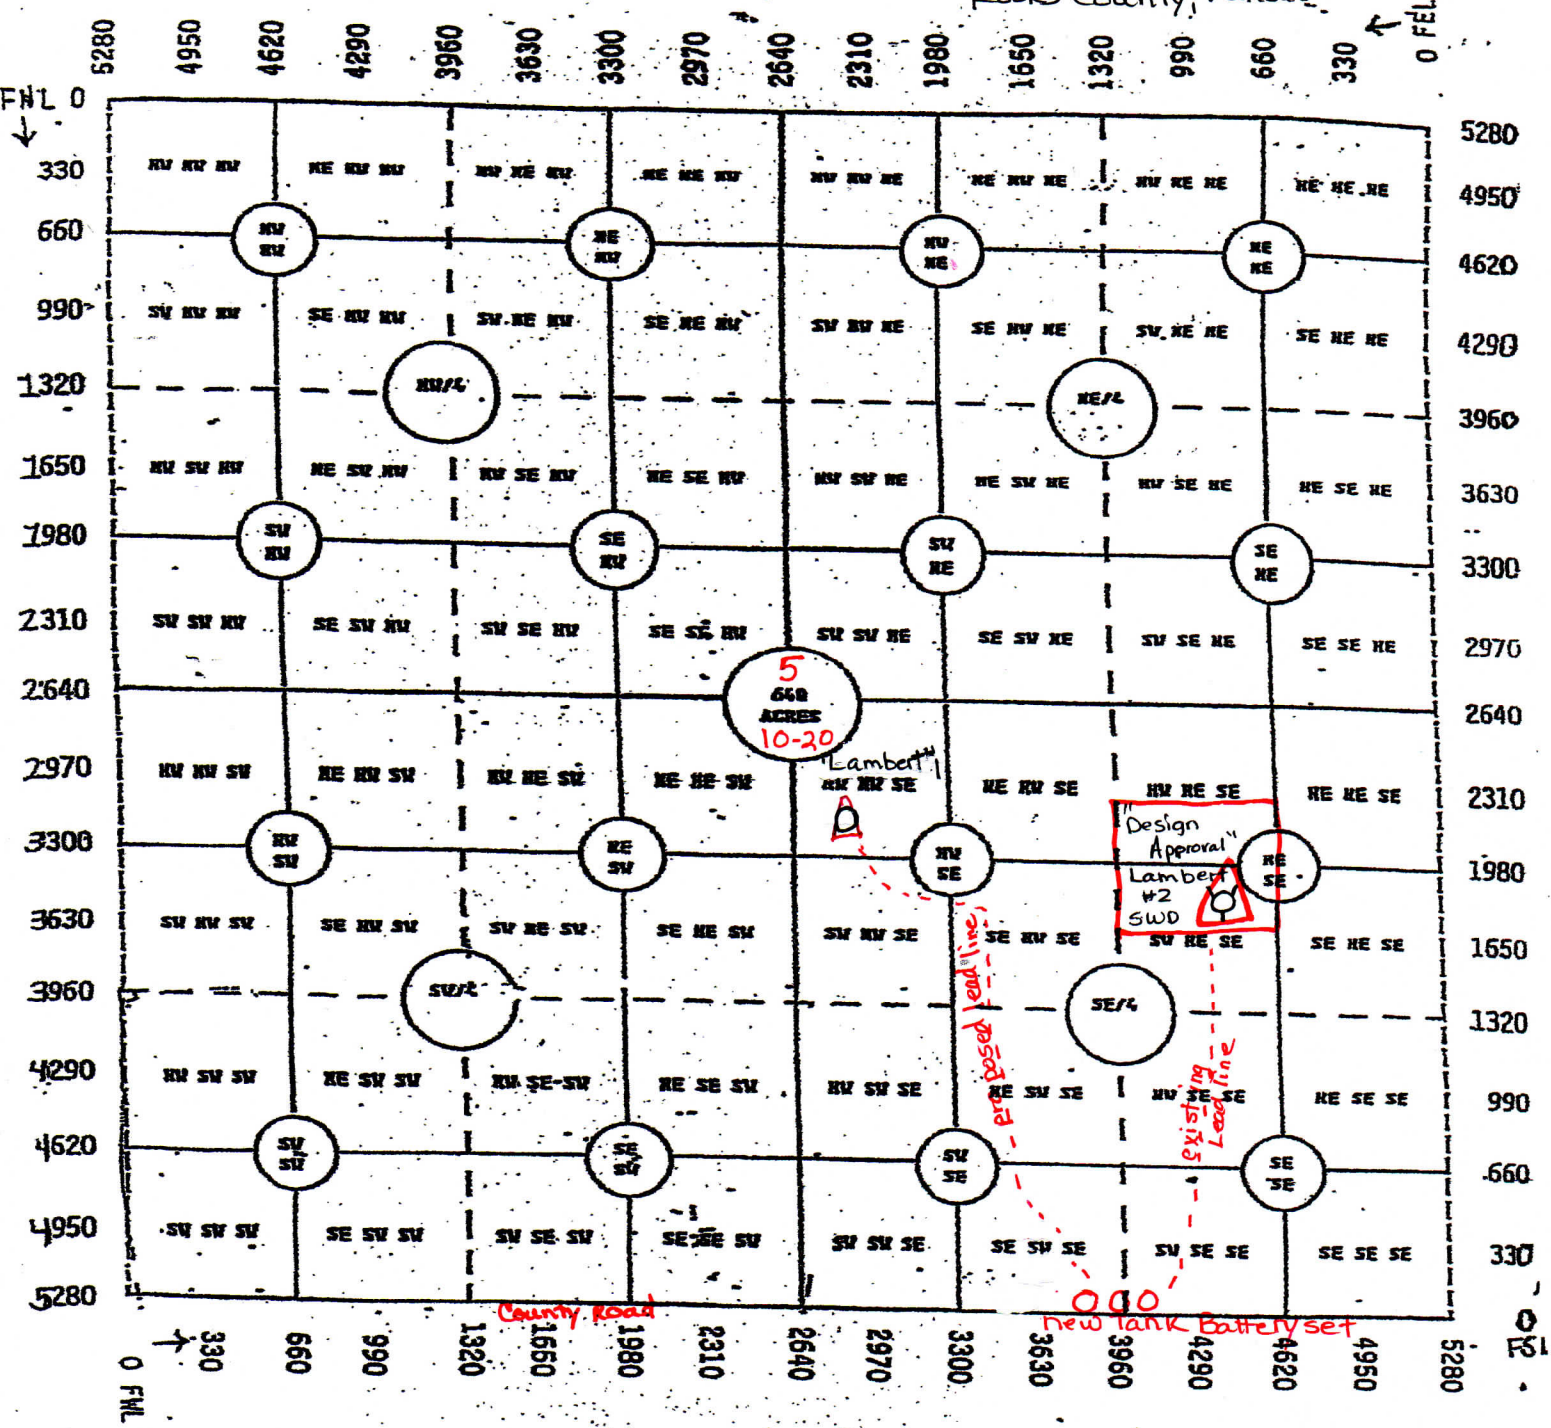 County,
← 0 FEL
5280 4950 4620 4290 3960 3630 3300 2970 2640 2310 1980 1650 1320 990 660 330
FNL 0
↓
5280
330 NW NW NW NE NW NW NW NE NW NE NE NW NW NW NE NE NW NE NW NE NE NE NE NE 4950
660 NW NE NW NE 4620
NW NW NE NE
990 SW NW NW SE NW NW SW NE NW SE NE NW SW NW NE SE NW NE SW NE NE SE NE NE 4290
1320 NW/4 NE/4 3960
1650 NW SW NW NE SW NW NW SE NW NE SE NW NW SW NE NE SW NE NW SE NE NE SE NE 3630
1980 SW SE SW SE 3300
NW NW NE NE
2310 SW SW NW SE SW NW SW SE NW SE SE NW SW SW NE SE SW NE SW SE NE SE SE NE 2970
5
2640 640 2640
ACRES
10-20
"Lambert" 1
2970 NW NW SW NE NW SW NW NE SW NE NE SW NW NW SE NE NW SE NW NE SE NE NE SE 2310
"Design
Approval"
3300 NW NE NW NE 1980
SW SW SE SE
Lambert
#2
SWD
3630 SW NW SW SE NW SW SW NE SW SE NE SW SW NW SE SE NW SE SW NE SE SE NE SE 1650
proposed lead line
3960 SW/4 SE/4 1320
4290 NW SW SW NE SW SW NW SE SW NE SE SW NW SW SE NE SW SE NW SE SE NE SE SE 990
existing
Lead line
4620 SW SE SW SE 660
SW SW SE SE
4950 SW SW SW SE SW SW SW SE SW SE SE SW SW SW SE SE SW SE SW SE SE SE SE SE 330
5280
County Road
new Tank Battery set
0
FSL
→
0 FWL 330 660 990 1320 1650 1980 2310 2640 2970 3300 3630 3960 4290 4620 4950 5280